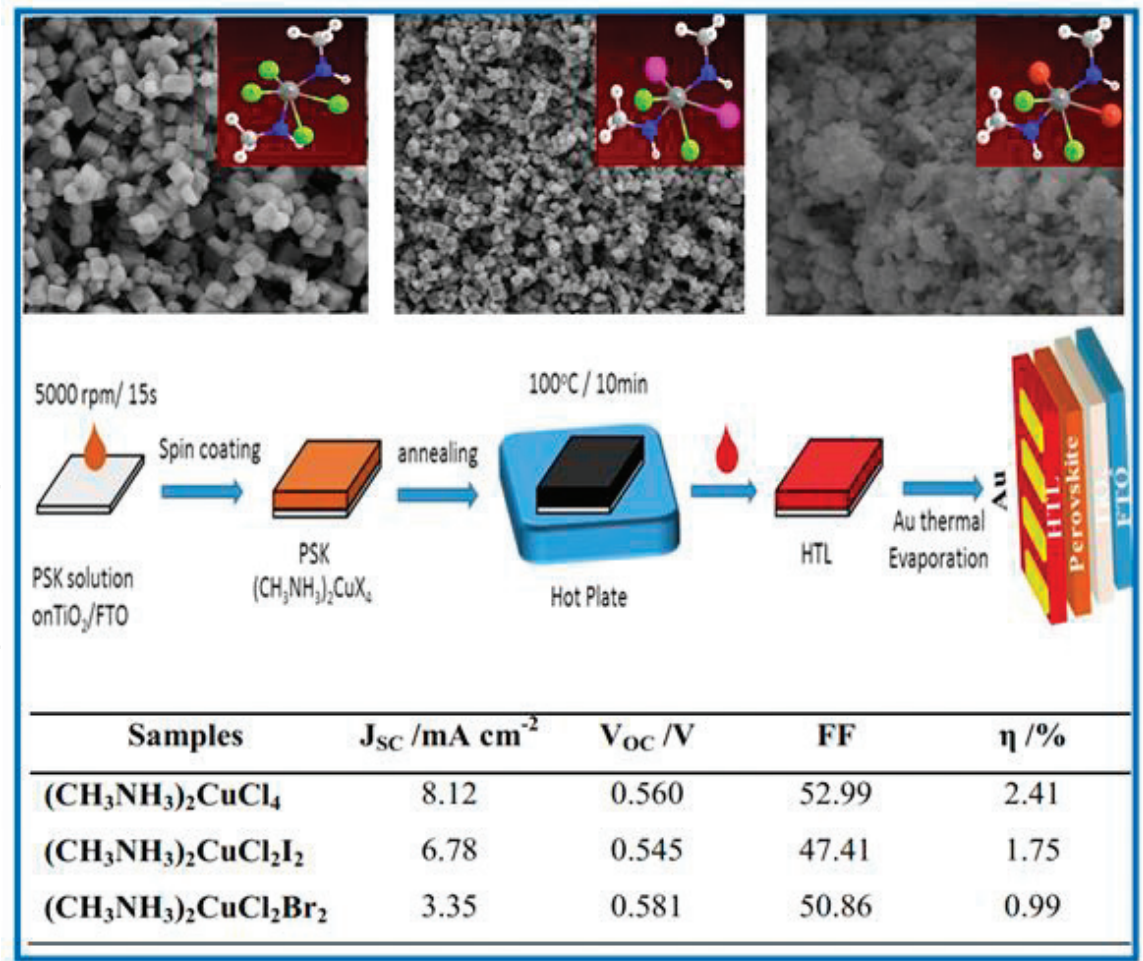 5000 rpm/ 15s
Spin coating
PSK solution
onTiO₂/FTO
PSK
(CH₃NH₃)₂CuX₄
annealing
100°C / 10min
Hot Plate
HTL
Au thermal
Evaporation
Au
HTL
Perovskite
FTO
Samples J_SC /mA cm⁻² V_OC /V FF η /%
(CH₃NH₃)₂CuCl₄ 8.12 0.560 52.99 2.41
(CH₃NH₃)₂CuCl₂I₂ 6.78 0.545 47.41 1.75
(CH₃NH₃)₂CuCl₂Br₂ 3.35 0.581 50.86 0.99